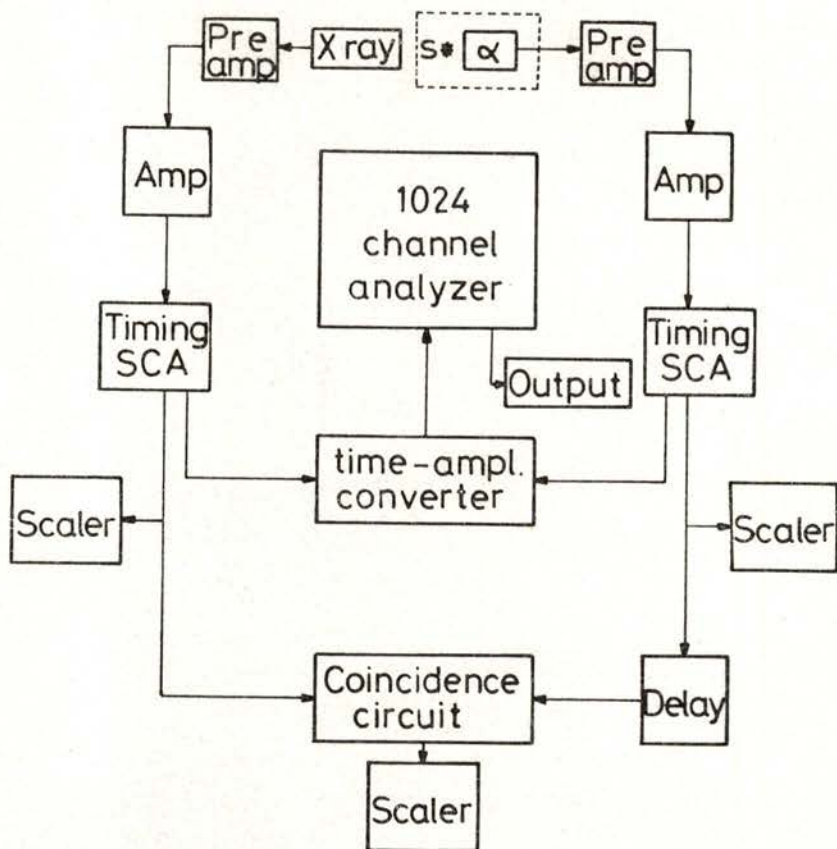 Pre
amp
X ray
S
α
Pre
amp
Amp
1024
channel
analyzer
Amp
Timing
SCA
Timing
SCA
Output
time-ampl.
converter
Scaler
Scaler
Coincidence
circuit
Delay
Scaler